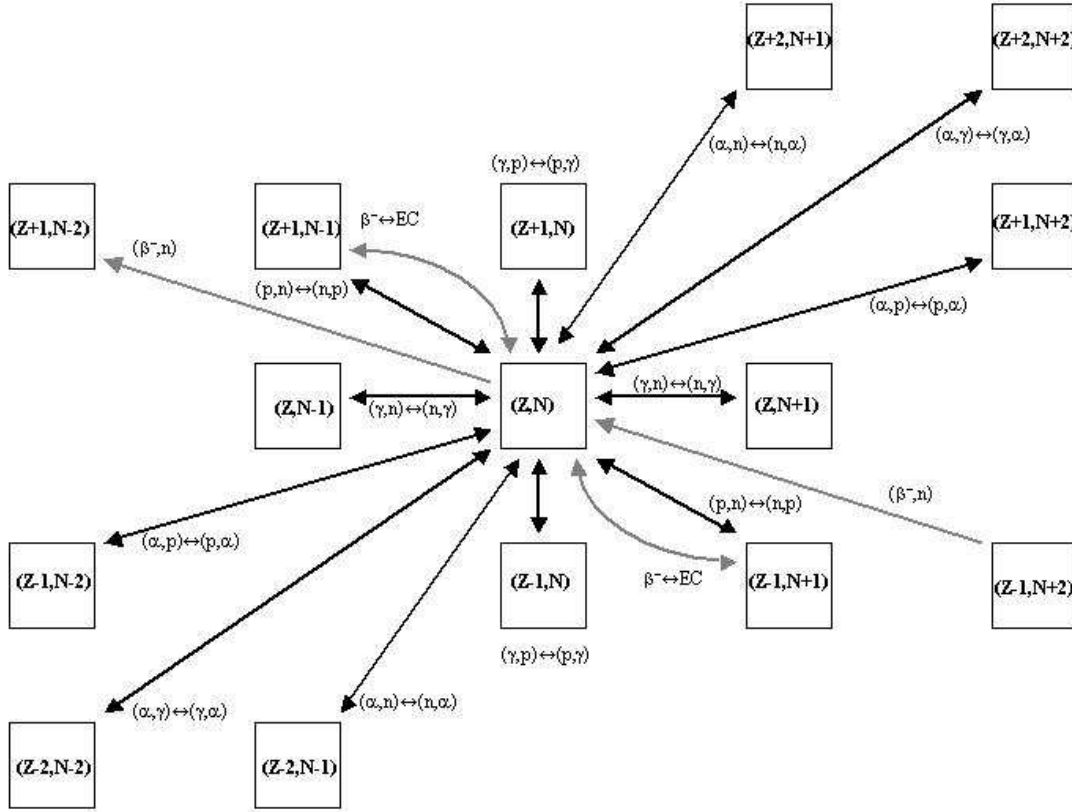 (Z+2,N+1)
(Z+2,N+2)
(α,n)↔(n,α)
(α,γ)↔(γ,α)
(γ,p)↔(p,γ)
(Z+1,N-2)
(Z+1,N-1)
β⁻↔EC
(Z+1,N)
(Z+1,N+2)
(β⁻,n)
(p,n)↔(n,p)
(α,p)↔(p,α)
(Z,N-1)
(γ,n)↔(n,γ)
(Z,N)
(γ,n)↔(n,γ)
(Z,N+1)
(β⁻,n)
(p,n)↔(n,p)
(α,p)↔(p,α)
(Z-1,N-2)
(Z-1,N)
β⁻↔EC
(Z-1,N+1)
(Z-1,N+2)
(γ,p)↔(p,γ)
(α,γ)↔(γ,α)
(α,n)↔(n,α)
(Z-2,N-2)
(Z-2,N-1)